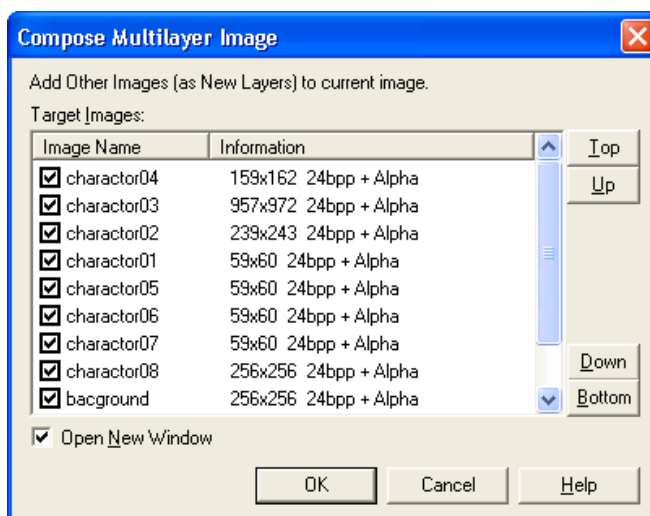 Compose Multilayer Image
Add Other Images (as New Layers) to current image.
Target Images:
Image Name Information
charactor04 159x162 24bpp + Alpha
charactor03 957x972 24bpp + Alpha
charactor02 239x243 24bpp + Alpha
charactor01 59x60 24bpp + Alpha
charactor05 59x60 24bpp + Alpha
charactor06 59x60 24bpp + Alpha
charactor07 59x60 24bpp + Alpha
charactor08 256x256 24bpp + Alpha
bacground 256x256 24bpp + Alpha
Top
Up
Down
Bottom
Open New Window
OK Cancel Help